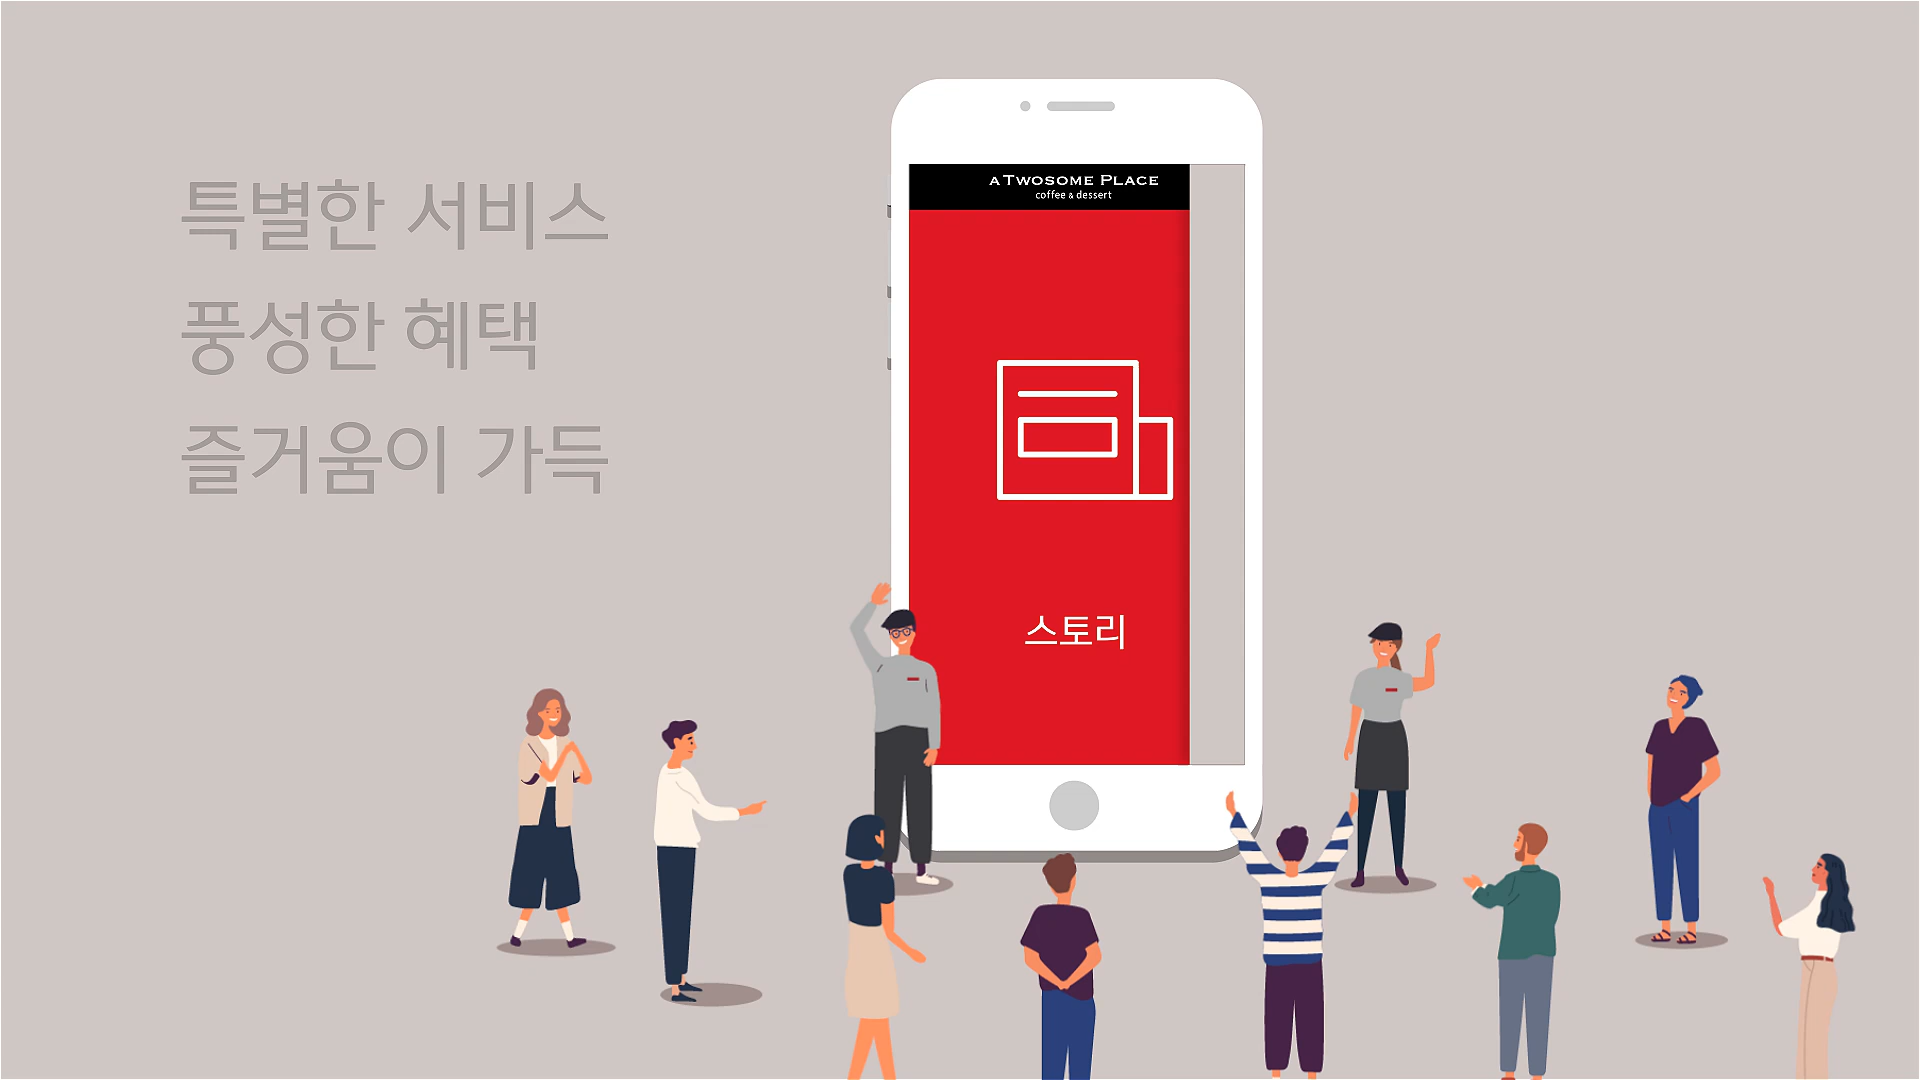 특별한 서비스
풍성한 혜택
즐거움이 가득
A TWOSOME PLACE
coffee & dessert
스토리